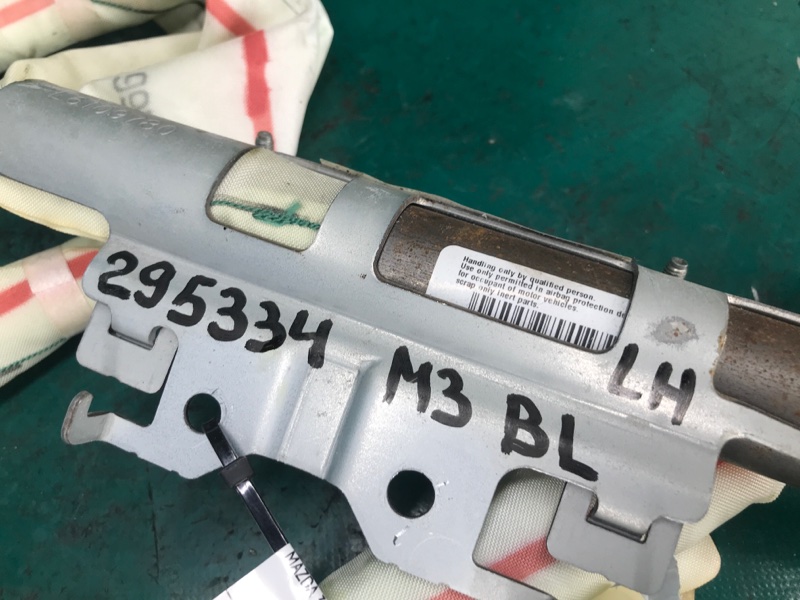 295334 M3 BL LH
Handling only by qualified person.
Use only permitted in airbag protection de
for occupant of motor vehicles.
scrap only inert parts.
MAZDA